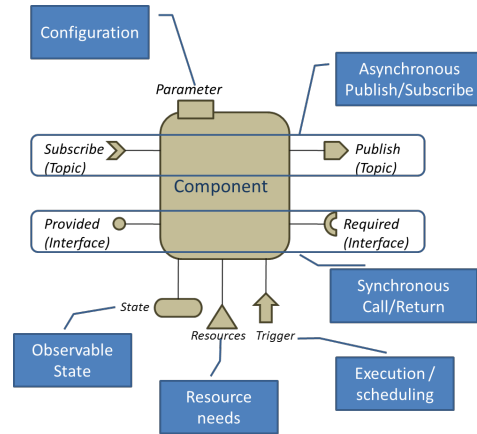 Configuration
Asynchronous
Publish/Subscribe
Parameter
Subscribe
(Topic)
Publish
(Topic)
Component
Provided
(Interface)
Required
(Interface)
Synchronous
Call/Return
State
Resources
Trigger
Observable
State
Resource
needs
Execution /
scheduling